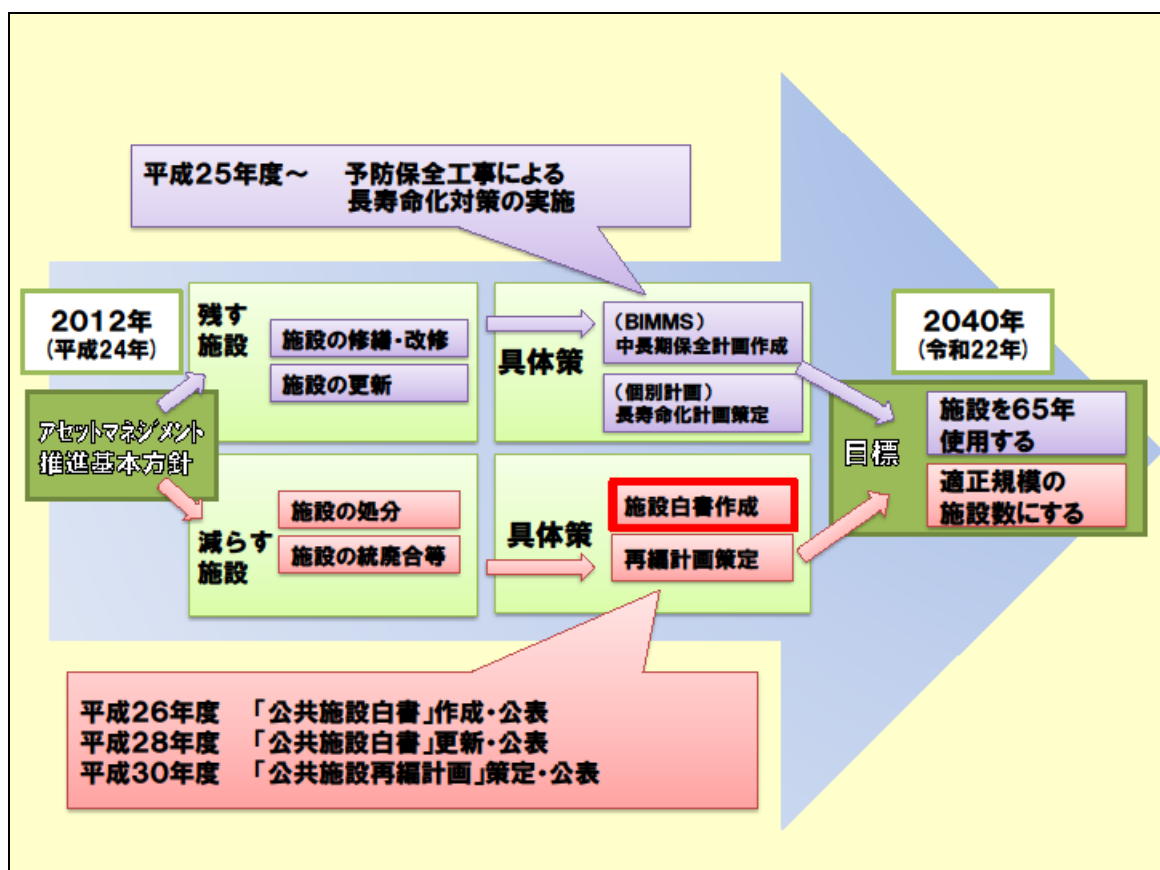 平成25年度～　予防保全工事による
長寿命化対策の実施
2012年
(平成24年)
アセットマネジメント
推進基本方針
残す
施設
施設の修繕・改修
施設の更新
具体策
（BIMMS）
中長期保全計画作成
（個別計画）
長寿命化計画策定
減らす
施設
施設の処分
施設の統廃合等
具体策
施設白書作成
再編計画策定
2040年
(令和22年)
目標
施設を65年
使用する
適正規模の
施設数にする
平成26年度　「公共施設白書」作成・公表
平成28年度　「公共施設白書」更新・公表
平成30年度　「公共施設再編計画」策定・公表